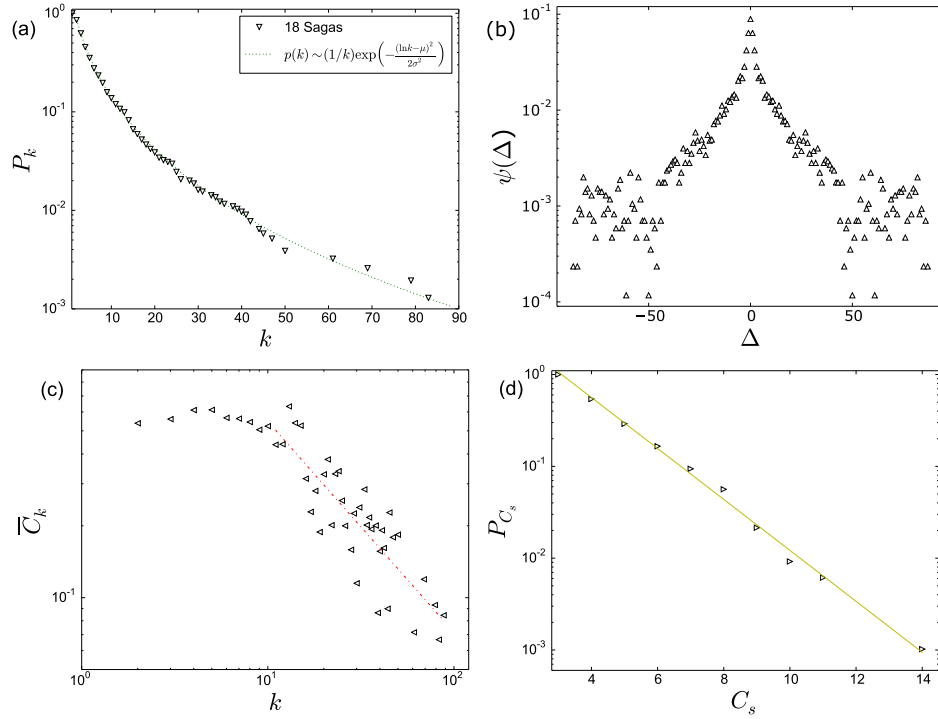 (a)
18 Sagas
p(k) ∼ (1/k)exp(−(lnk−μ)²/2σ²)
10⁰
10⁻¹
10⁻²
10⁻³
P_k
10 20 30 40 50 60 70 80 90
k
(b)
10⁻¹
10⁻²
10⁻³
10⁻⁴
ψ(Δ)
−50 0 50
Δ
(c)
10⁻¹
C̅_k
10⁰ 10¹ 10²
k
(d)
10⁰
10⁻¹
10⁻²
10⁻³
P_{C_s}
4 6 8 10 12 14
C_s